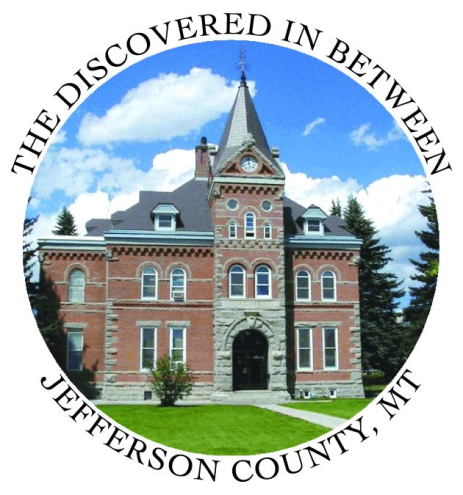 THE DISCOVERED IN BETWEEN
JEFFERSON COUNTY, MT